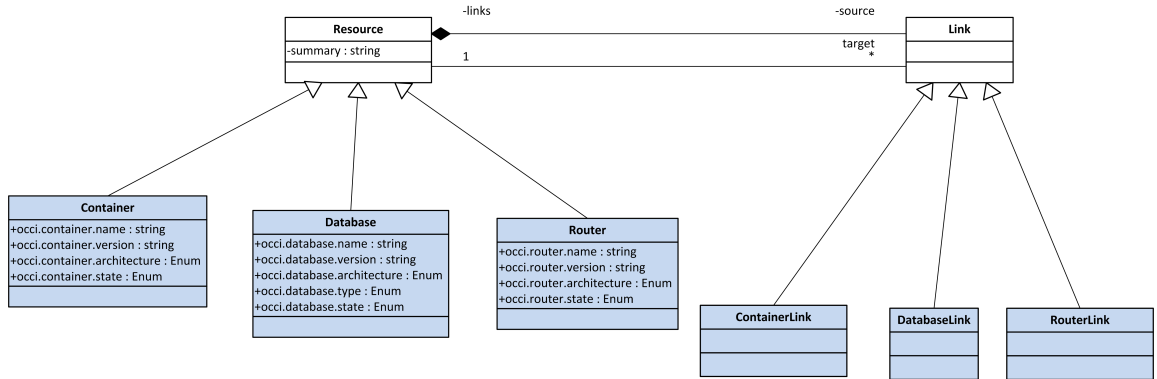 -links
-source
Resource
Link
-summary : string
target
1
*
Container
+occi.container.name : string
+occi.container.version : string
+occi.container.architecture : Enum
+occi.container.state : Enum
Database
+occi.database.name : string
+occi.database.version : string
+occi.database.architecture : Enum
+occi.database.type : Enum
+occi.database.state : Enum
Router
+occi.router.name : string
+occi.router.version : string
+occi.router.architecture : Enum
+occi.router.state : Enum
ContainerLink
DatabaseLink
RouterLink